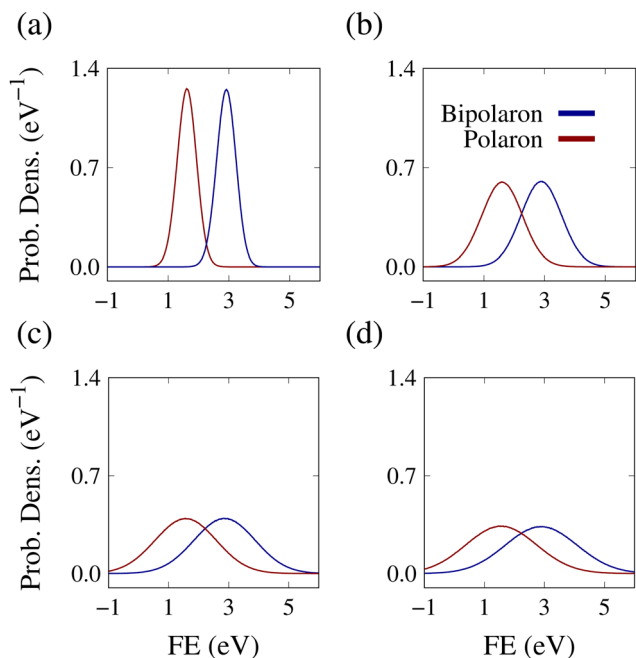 (a)
(b)
1.4
0.7
0.0
−1 1 3 5
Prob. Dens. (eV⁻¹)
1.4
0.7
0.0
−1 1 3 5
Bipolaron
Polaron
(c)
(d)
1.4
0.7
0.0
−1 1 3 5
Prob. Dens. (eV⁻¹)
FE (eV)
1.4
0.7
0.0
−1 1 3 5
FE (eV)